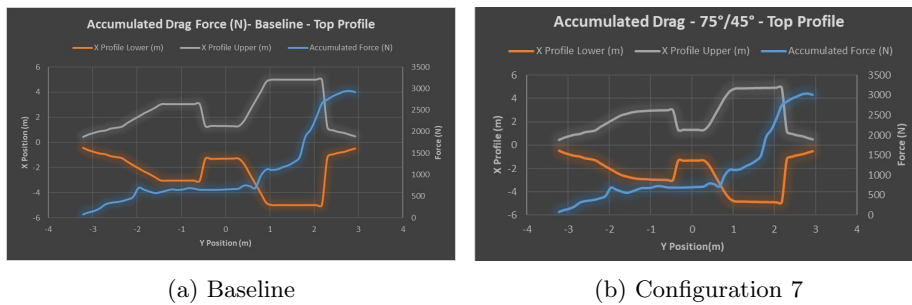 Accumulated Drag Force (N)- Baseline - Top Profile
X Profile Lower (m) X Profile Upper (m) Accumulated Force (N)
6
4
2
0
-2
-4
-6
X Position (m)
3500
3000
2500
2000
1500
1000
500
0
Force (N)
-4 -3 -2 -1 0 1 2 3 4
Y Position (m)
(a) Baseline
Accumulated Drag - 75°/45° - Top Profile
X Profile Lower (m) X Profile Upper (m) Accumulated Force (N)
6
4
2
0
-2
-4
-6
X Profile (m)
3500
3000
2500
2000
1500
1000
500
0
Force (N)
-4 -3 -2 -1 0 1 2 3 4
Y Position(m)
(b) Configuration 7